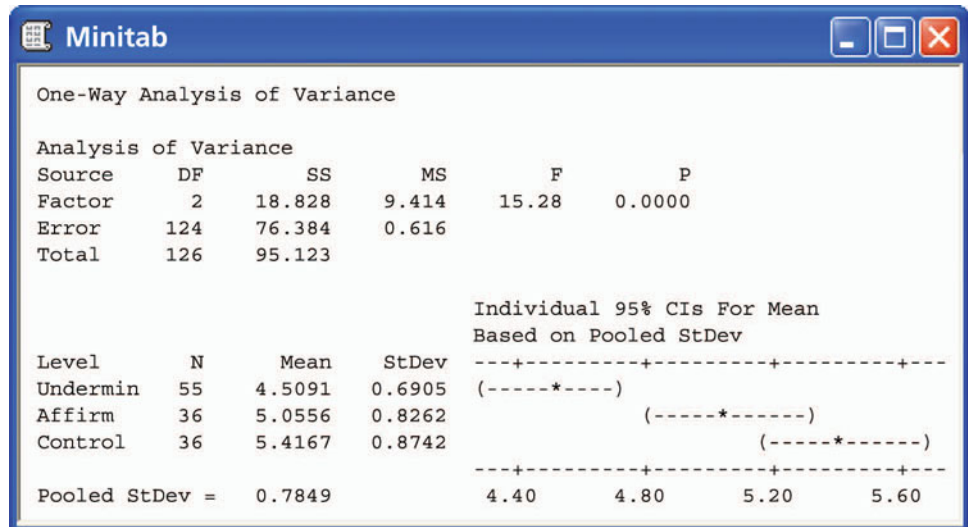 Minitab
One-Way Analysis of Variance
Analysis of Variance
Source DF SS MS F P
Factor 2 18.828 9.414 15.28 0.0000
Error 124 76.384 0.616
Total 126 95.123
Individual 95% CIs For Mean
Based on Pooled StDev
Level N Mean StDev ---+---------+---------+---------+---
Undermin 55 4.5091 0.6905 (-----*----)
Affirm 36 5.0556 0.8262 (-----*------)
Control 36 5.4167 0.8742 (-----*------)
---+---------+---------+---------+---
Pooled StDev = 0.7849 4.40 4.80 5.20 5.60